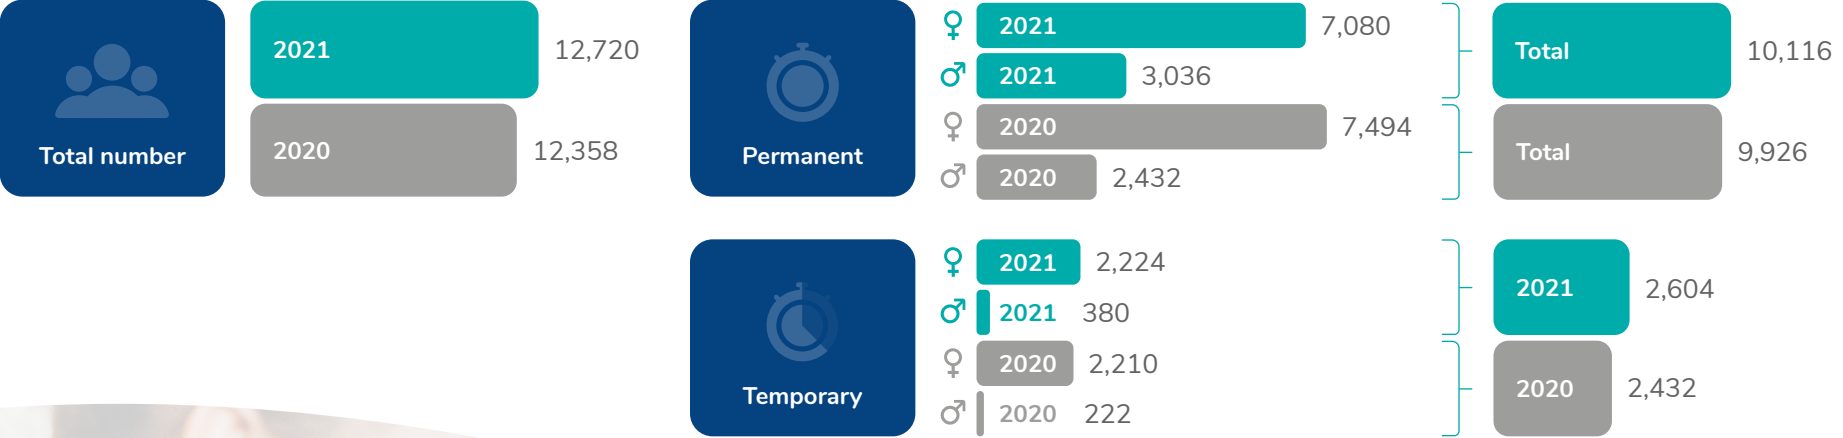 Total number
2021 12,720
2020 12,358
Permanent
♀ 2021 7,080
♂ 2021 3,036
♀ 2020 7,494
♂ 2020 2,432
Total 10,116
Total 9,926
Temporary
♀ 2021 2,224
♂ 2021 380
♀ 2020 2,210
♂ 2020 222
2021 2,604
2020 2,432